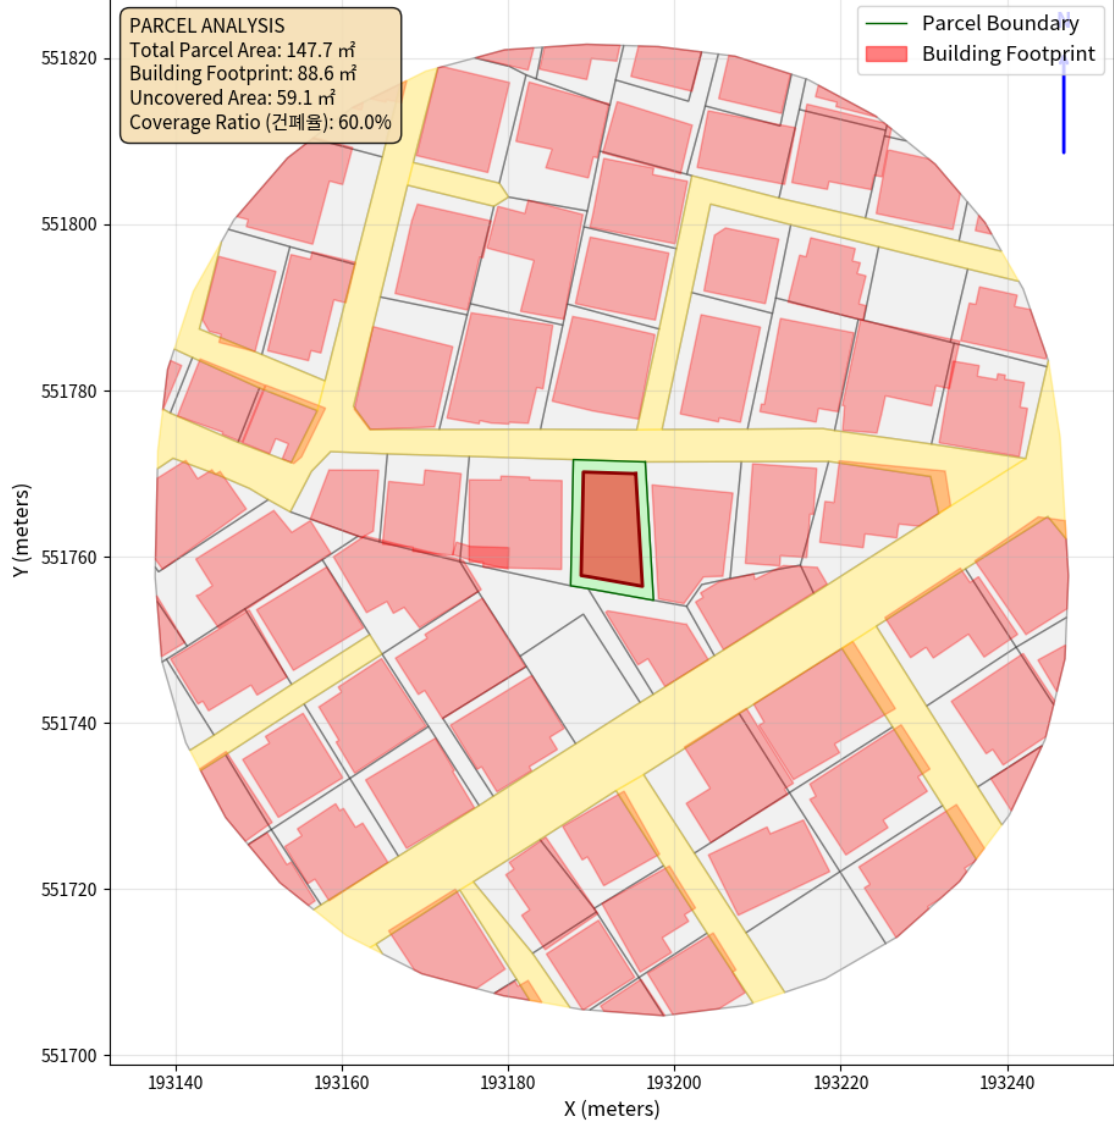 PARCEL ANALYSIS
Total Parcel Area: 147.7 ㎡
Building Footprint: 88.6 ㎡
Uncovered Area: 59.1 ㎡
Coverage Ratio (건폐율): 60.0%
Parcel Boundary
Building Footprint
N
551820
551800
551780
551760
551740
551720
551700
Y (meters)
193140
193160
193180
193200
193220
193240
X (meters)